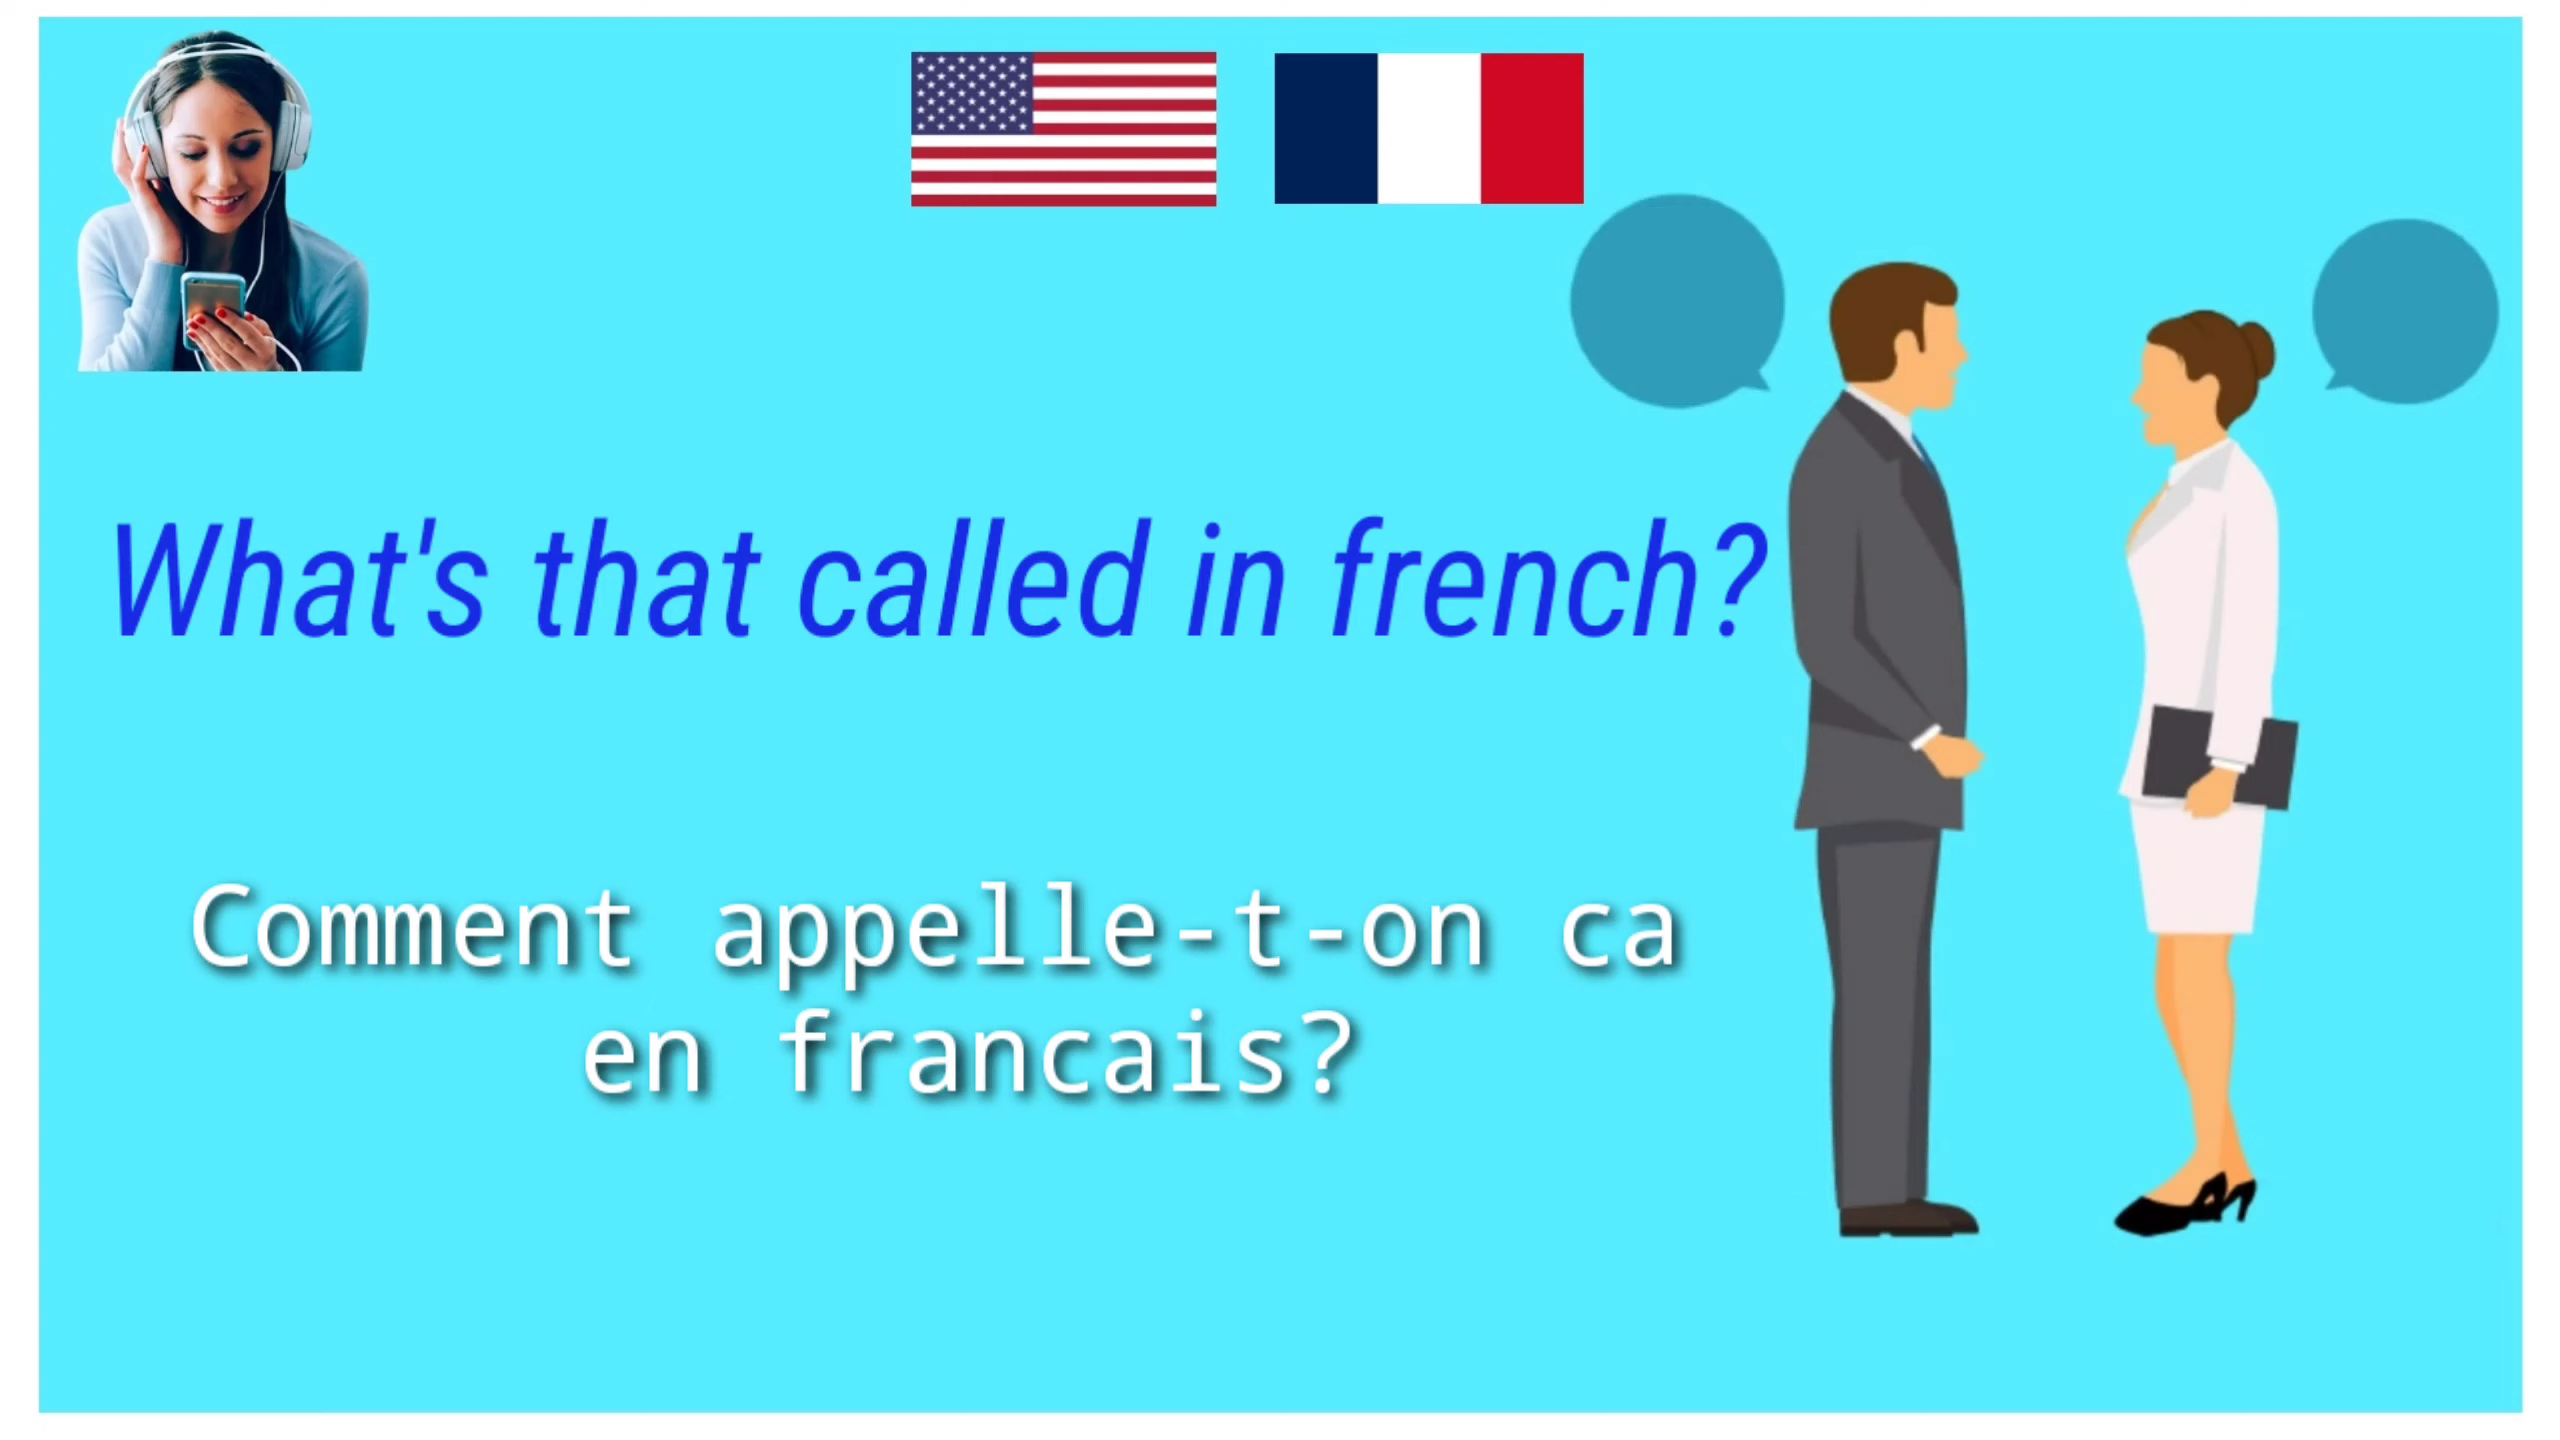 What's that called in french?
Comment appelle-t-on ca
en francais?